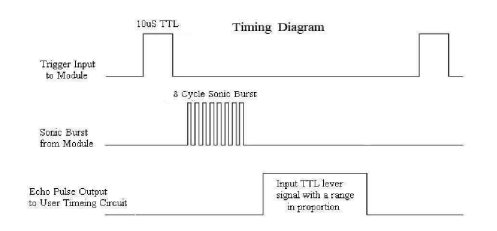 10uS TTL
Timing Diagram
Trigger Input
to Module
8 Cycle Sonic Burst
Sonic Burst
from Module
Input TTL lever
signal with a range
in proportion
Echo Pulse Output
to User Timeing Circuit